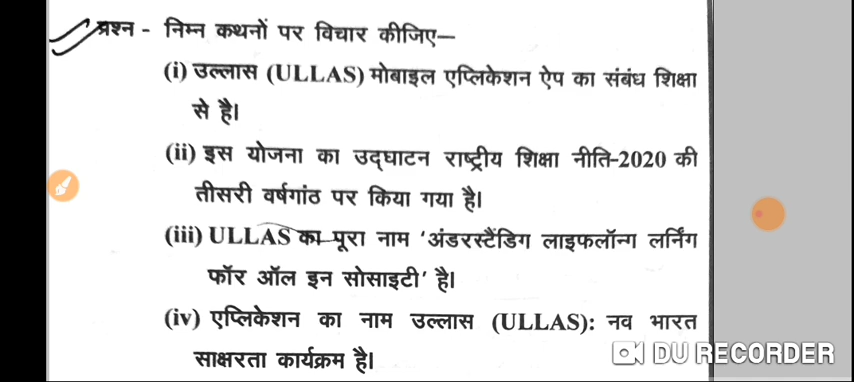 प्रश्न - निम्न कथनों पर विचार कीजिए–
(i) उल्लास (ULLAS) मोबाइल एप्लिकेशन ऐप का संबंध शिक्षा
से है।
(ii) इस योजना का उद्घाटन राष्ट्रीय शिक्षा नीति-2020 की
तीसरी वर्षगांठ पर किया गया है।
(iii) ULLAS का पूरा नाम ‘अंडरस्टैंडिग लाइफलॉन्ग लर्निंग
फॉर ऑल इन सोसाइटी’ है।
(iv) एप्लिकेशन का नाम उल्लास (ULLAS): नव भारत
साक्षरता कार्यक्रम है।
DU RECORDER